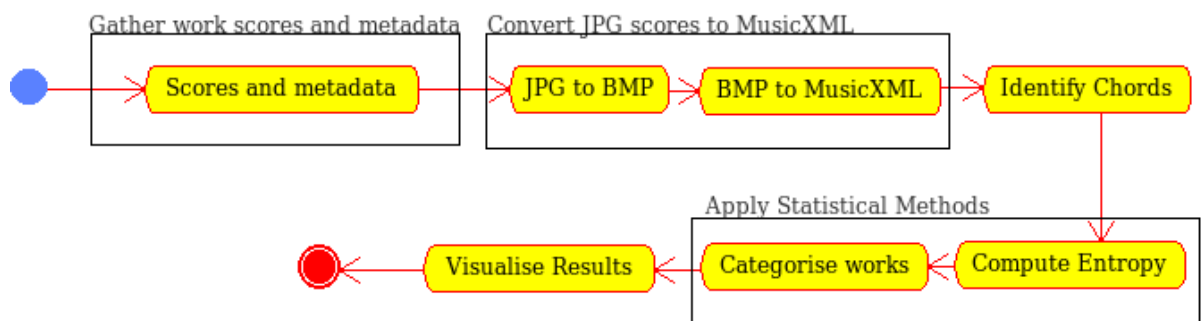 Gather work scores and metadata
Scores and metadata
Convert JPG scores to MusicXML
JPG to BMP
BMP to MusicXML
Identify Chords
Apply Statistical Methods
Compute Entropy
Categorise works
Visualise Results